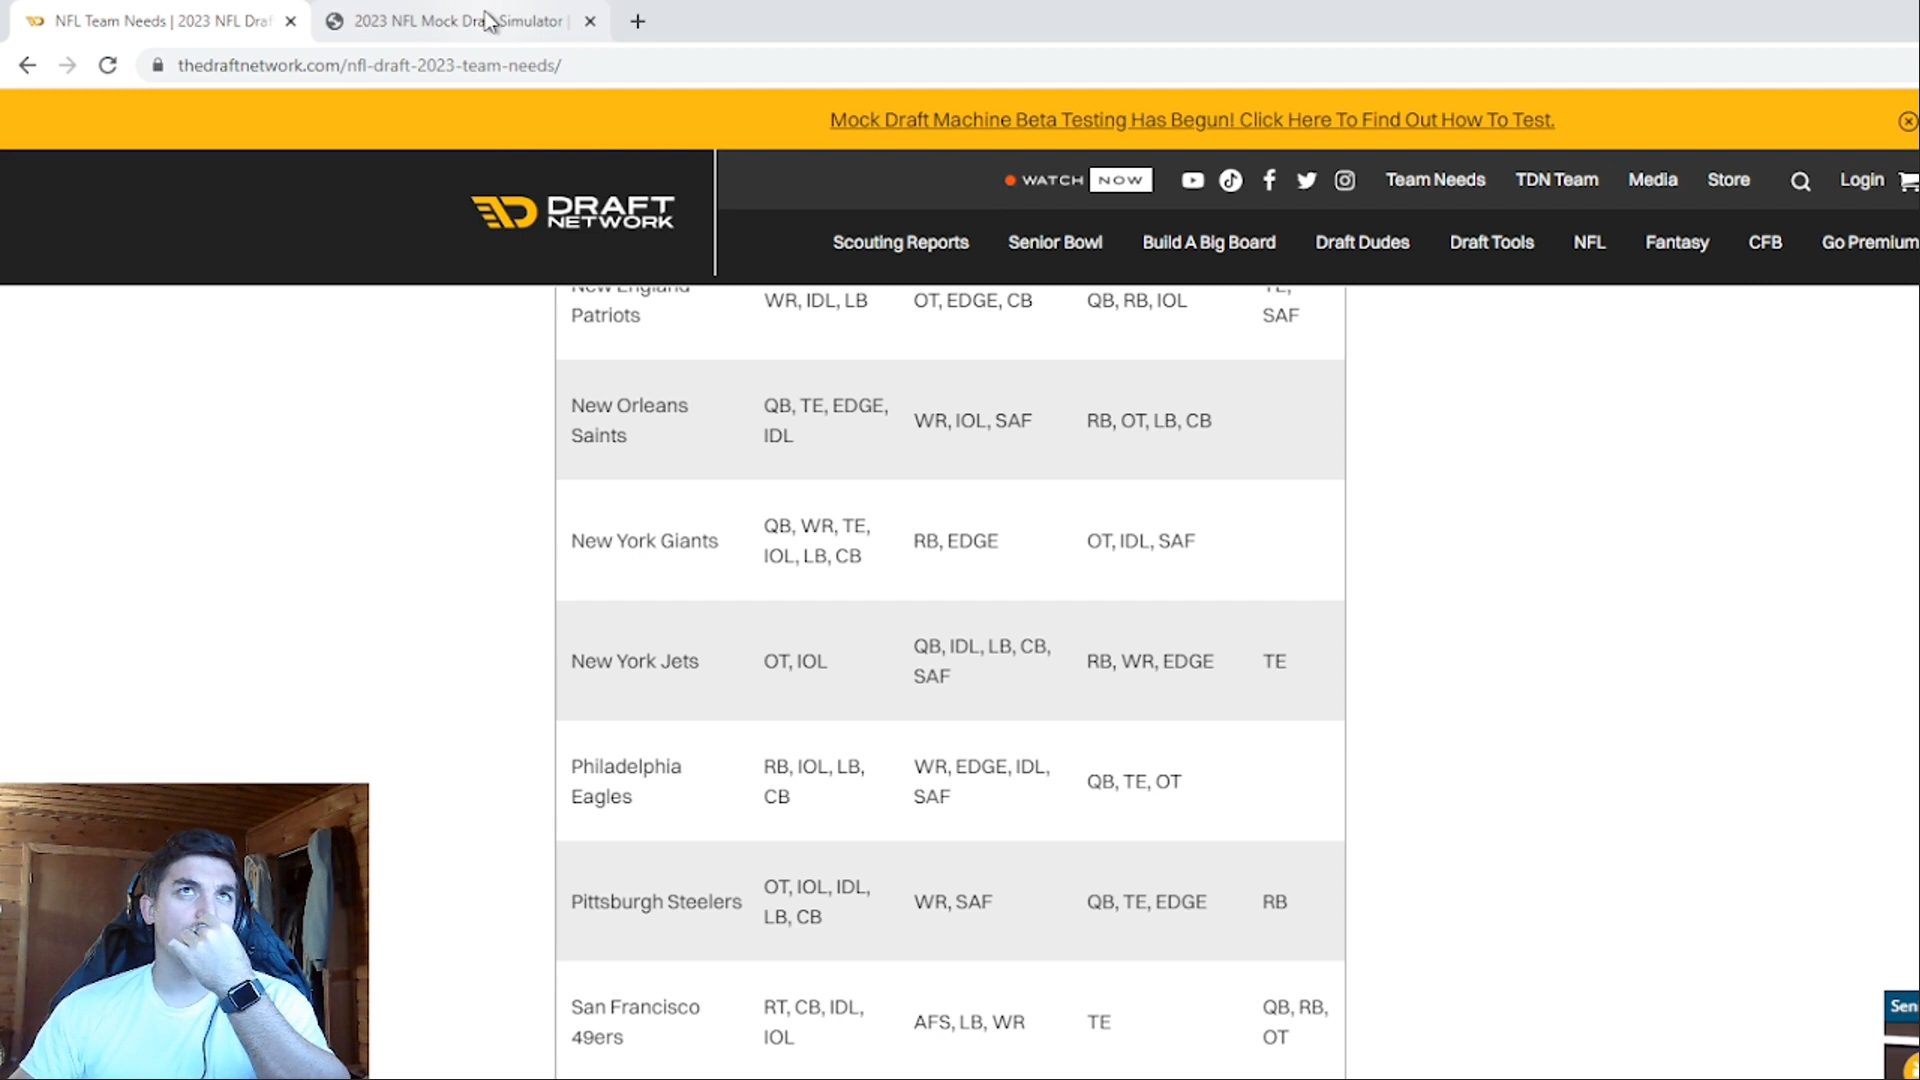 NFL Team Needs | 2023 NFL Draf
2023 NFL Mock Dra Simulator |
thedraftnetwork.com/nfl-draft-2023-team-needs/
Mock Draft Machine Beta Testing Has Begun! Click Here To Find Out How To Test.
DRAFT
NETWORK
WATCH NOW
Team Needs
TDN Team
Media
Store
Login
Scouting Reports
Senior Bowl
Build A Big Board
Draft Dudes
Draft Tools
NFL
Fantasy
CFB
Go Premium
New England
Patriots
WR, IDL, LB
OT, EDGE, CB
QB, RB, IOL
TE,
SAF
New Orleans
Saints
QB, TE, EDGE,
IDL
WR, IOL, SAF
RB, OT, LB, CB
New York Giants
QB, WR, TE,
IOL, LB, CB
RB, EDGE
OT, IDL, SAF
New York Jets
OT, IOL
QB, IDL, LB, CB,
SAF
RB, WR, EDGE
TE
Philadelphia
Eagles
RB, IOL, LB,
CB
WR, EDGE, IDL,
SAF
QB, TE, OT
Pittsburgh Steelers
OT, IOL, IDL,
LB, CB
WR, SAF
QB, TE, EDGE
RB
San Francisco
49ers
RT, CB, IDL,
IOL
AFS, LB, WR
TE
QB, RB,
OT
Sen